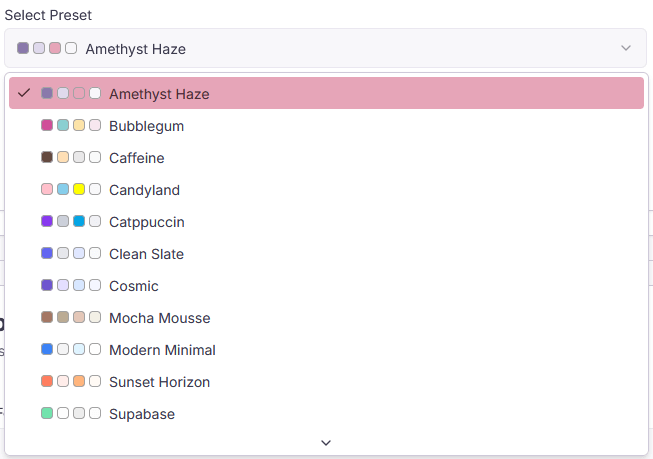 Select Preset
Amethyst Haze
Amethyst Haze
Bubblegum
Caffeine
Candyland
Catppuccin
Clean Slate
Cosmic
Mocha Mousse
Modern Minimal
Sunset Horizon
Supabase